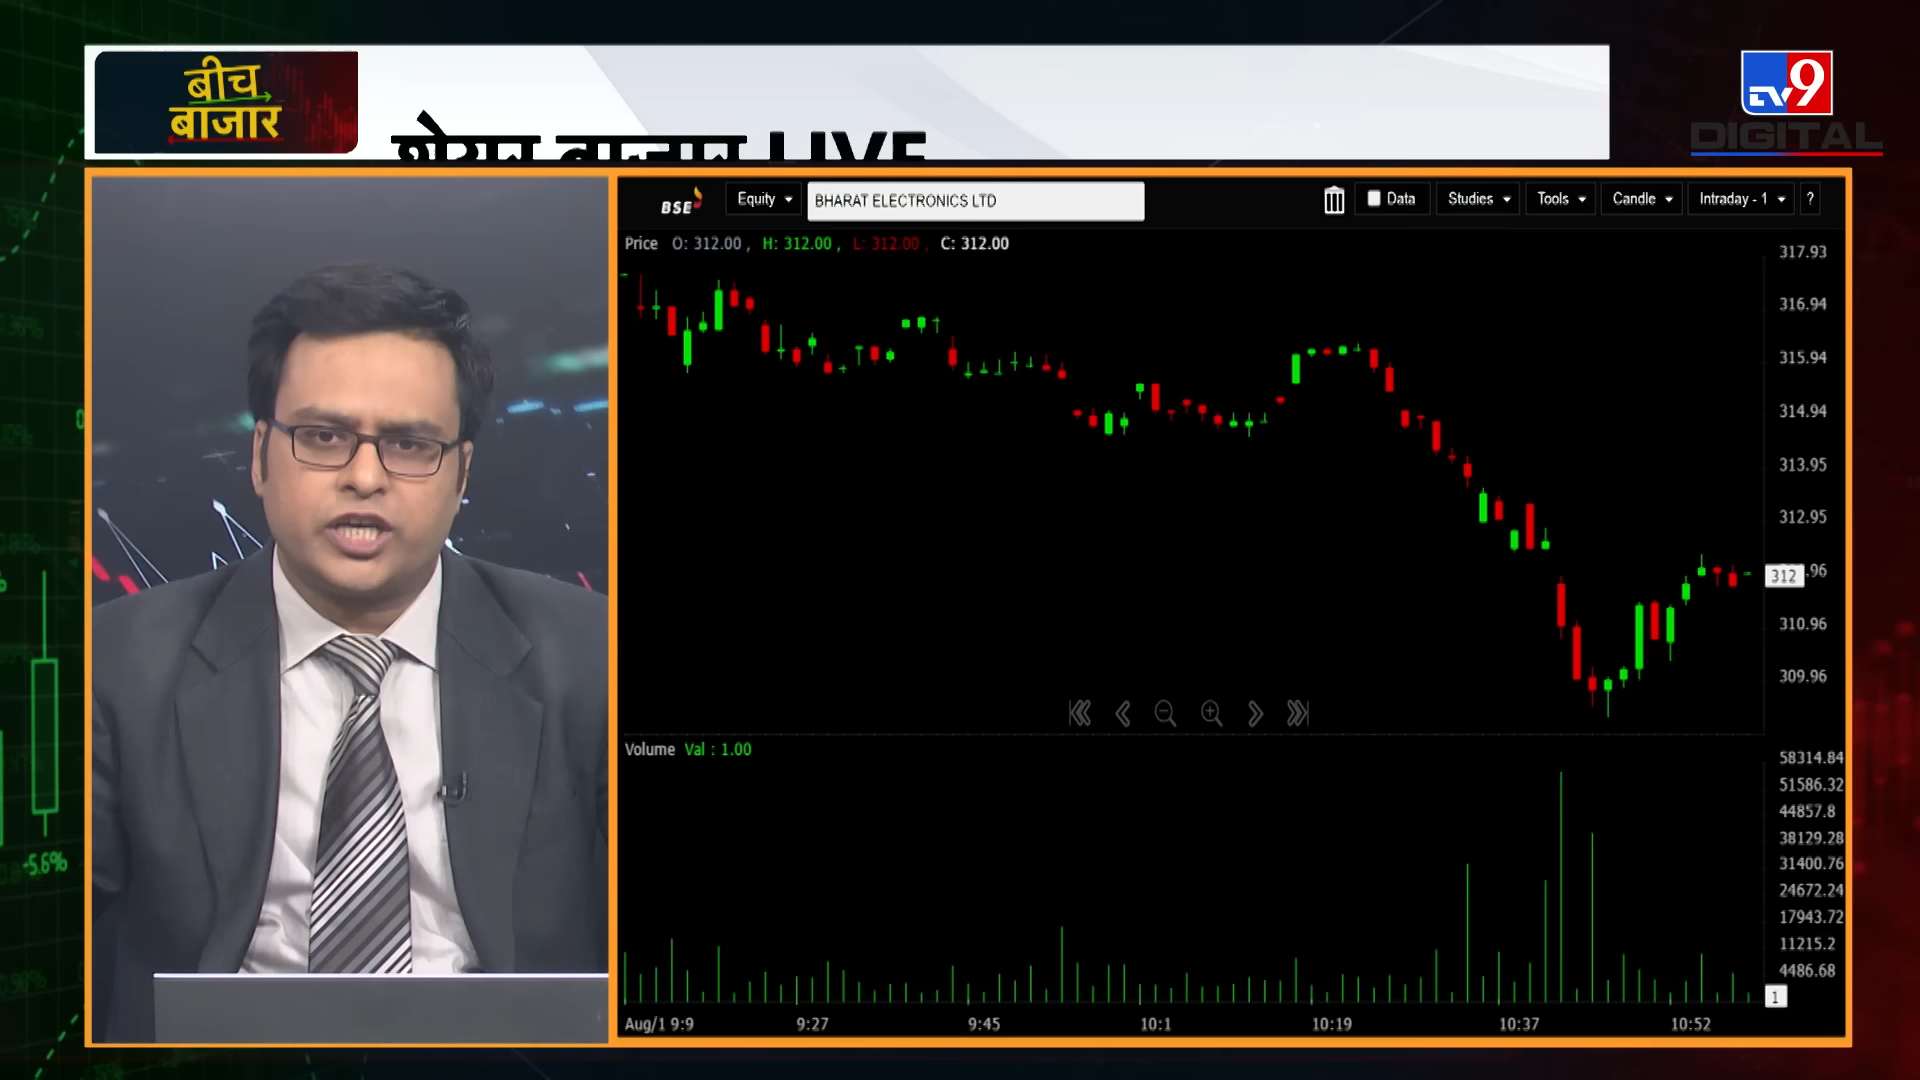 बीच
बाजार
शेयर बाजार LIVE
TV9
DIGITAL
BSE
Equity
BHARAT ELECTRONICS LTD
Data
Studies
Tools
Candle
Intraday - 1
?
Price O: 312.00 , H: 312.00 , L: 312.00 , C: 312.00
317.93
316.94
315.94
314.94
313.95
312.95
312
.96
310.96
309.96
Volume Val : 1.00
58314.84
51586.32
44857.8
38129.28
31400.76
24672.24
17943.72
11215.2
4486.68
1
Aug/1 9:9 9:27 9:45 10:1 10:19 10:37 10:52
-5.6%